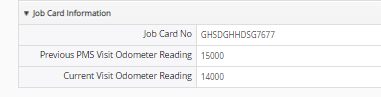 ▼ Job Card Information
Job Card No GHSDGHHDSG7677
Previous PMS Visit Odometer Reading 15000
Current Visit Odometer Reading 14000